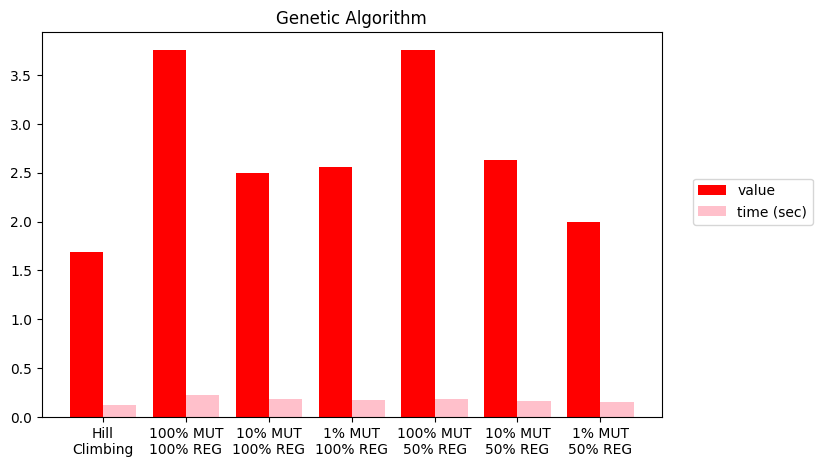 Genetic Algorithm
3.5
3.0
2.5
2.0
1.5
1.0
0.5
0.0
Hill
Climbing
100% MUT
100% REG
10% MUT
100% REG
1% MUT
100% REG
100% MUT
50% REG
10% MUT
50% REG
1% MUT
50% REG
value
time (sec)